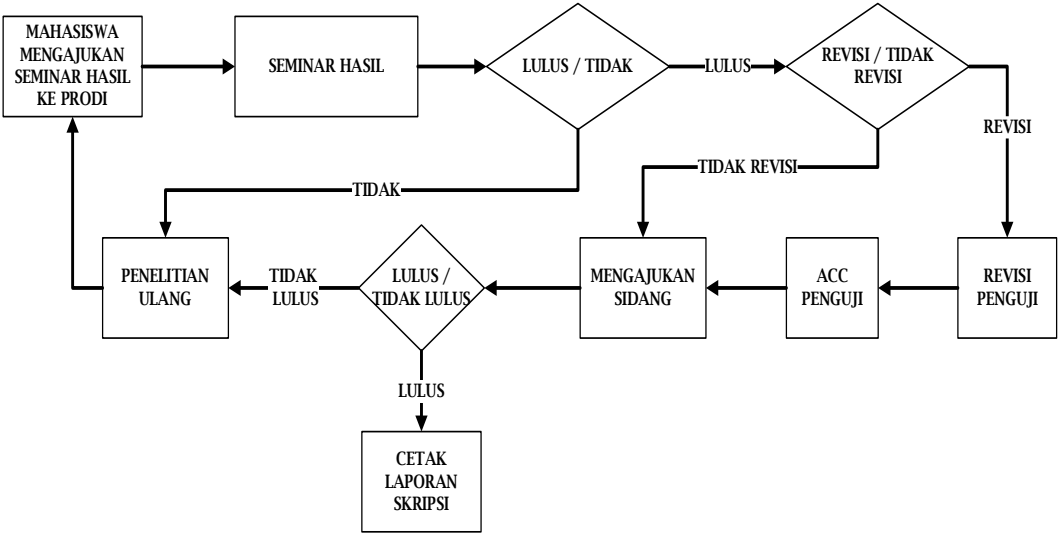 MAHASISWA
MENGAJUKAN
SEMINAR HASIL
KE PRODI
SEMINAR HASIL
LULUS / TIDAK
LULUS
REVISI / TIDAK
REVISI
REVISI
TIDAK REVISI
TIDAK
PENELITIAN
ULANG
TIDAK
LULUS
LULUS /
TIDAK LULUS
MENGAJUKAN
SIDANG
ACC
PENGUJI
REVISI
PENGUJI
LULUS
CETAK
LAPORAN
SKRIPSI